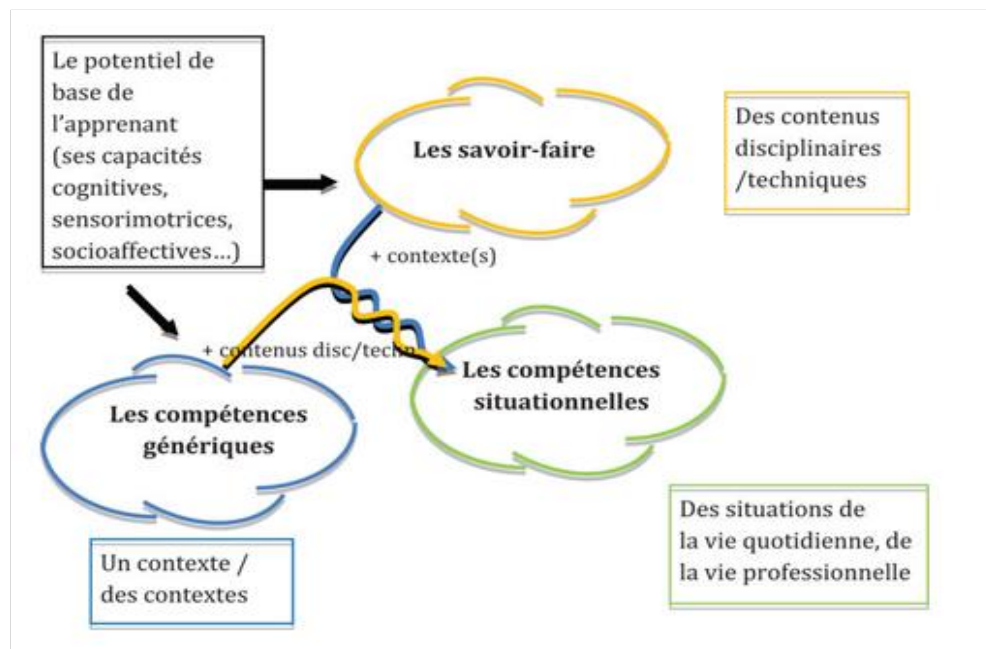 Le potentiel de
base de
l'apprenant
(ses capacités
cognitives,
sensorimotrices,
socioaffectives…)
Les savoir-faire
Des contenus
disciplinaires
/techniques
+ contexte(s)
+ contenus disc/techn
Les compétences
situationnelles
Les compétences
génériques
Des situations de
la vie quotidienne, de
la vie professionnelle
Un contexte /
des contextes